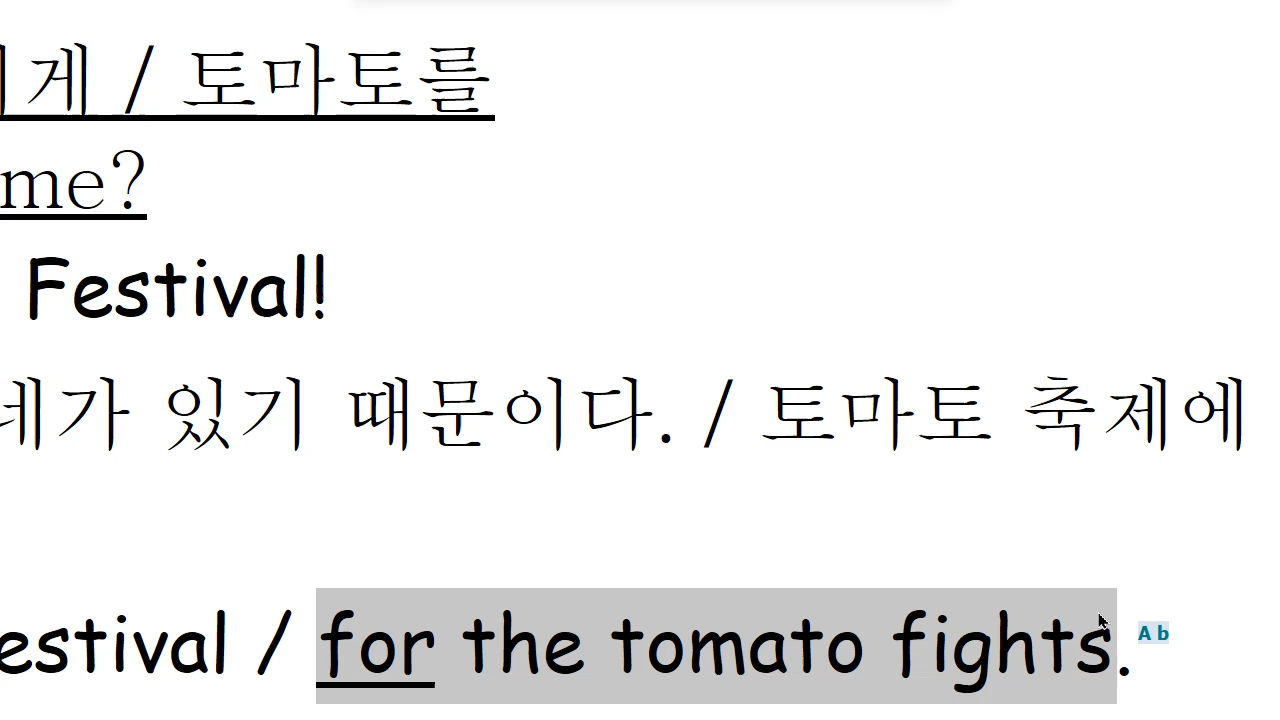 게 / 토마토를
me?
Festival!
네가 있기 때문이다. / 토마토 축제에
estival / for the tomato fights.
A b